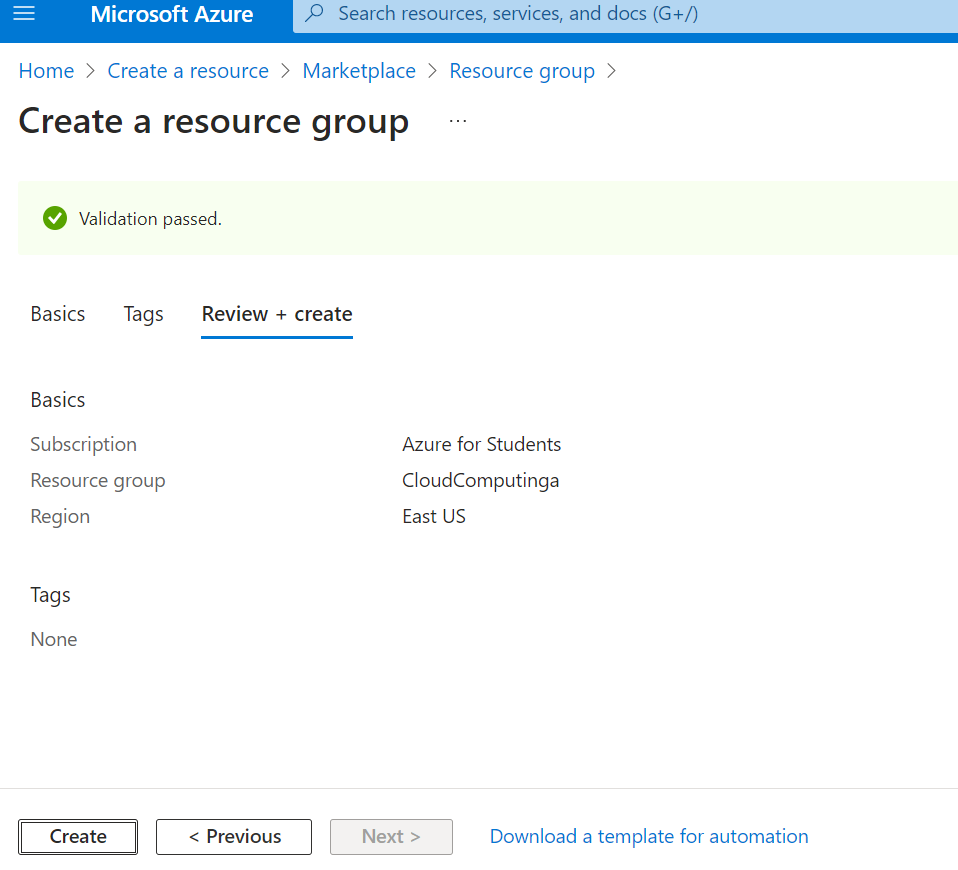 Microsoft Azure Search resources, services, and docs (G+/)
Home > Create a resource > Marketplace > Resource group >
Create a resource group ...
Validation passed.
Basics Tags Review + create
Basics
Subscription Azure for Students
Resource group CloudComputinga
Region East US
Tags
None
Create < Previous Next > Download a template for automation